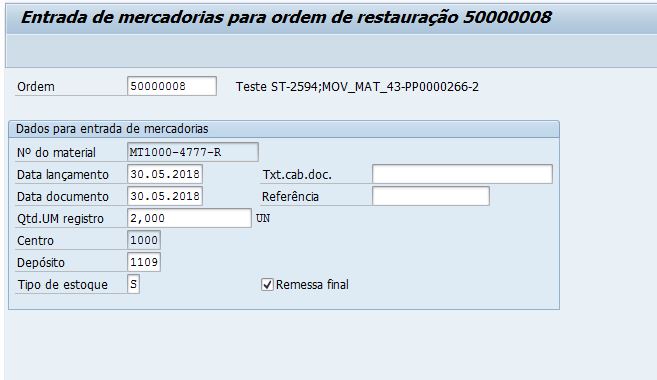 Entrada de mercadorias para ordem de restauração 50000008
Ordem 50000008 Teste ST-2594;MOV_MAT_43-PP0000266-2
Dados para entrada de mercadorias
Nº do material MT1000-4777-R
Data lançamento 30.05.2018 Txt.cab.doc.
Data documento 30.05.2018 Referência
Qtd.UM registro 2,000 UN
Centro 1000
Depósito 1109
Tipo de estoque S Remessa final